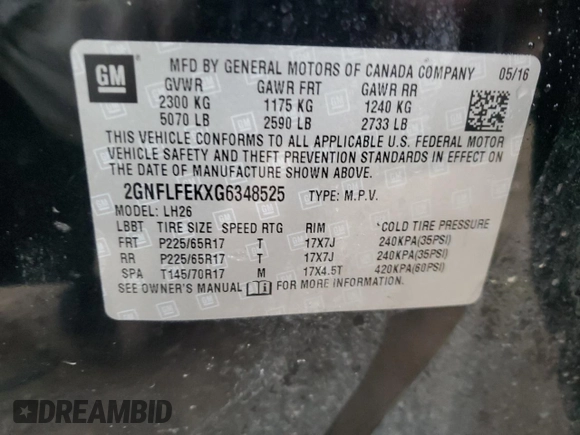 GM
MFD BY GENERAL MOTORS OF CANADA COMPANY 05/16
GVWR GAWR FRT GAWR RR
2300 KG 1175 KG 1240 KG
5070 LB 2590 LB 2733 LB
THIS VEHICLE CONFORMS TO ALL APPLICABLE U.S. FEDERAL MOTOR
VEHICLE SAFETY AND THEFT PREVENTION STANDARDS IN EFFECT ON
THE DATE OF MANUFACTURE SHOWN ABOVE.
2GNFLFEKXG6348525 TYPE: M.P.V.
MODEL: LH26
LBBT TIRE SIZE SPEED RTG RIM °COLD TIRE PRESSURE
FRT P225/65R17 T 17X7J 240KPA(35PSI)
RR P225/65R17 T 17X7J 240KPA(35PSI)
SPA T145/70R17 M 17X4.5T 420KPA(60PSI)
SEE OWNER'S MANUAL FOR MORE INFORMATION.
DREAMBID